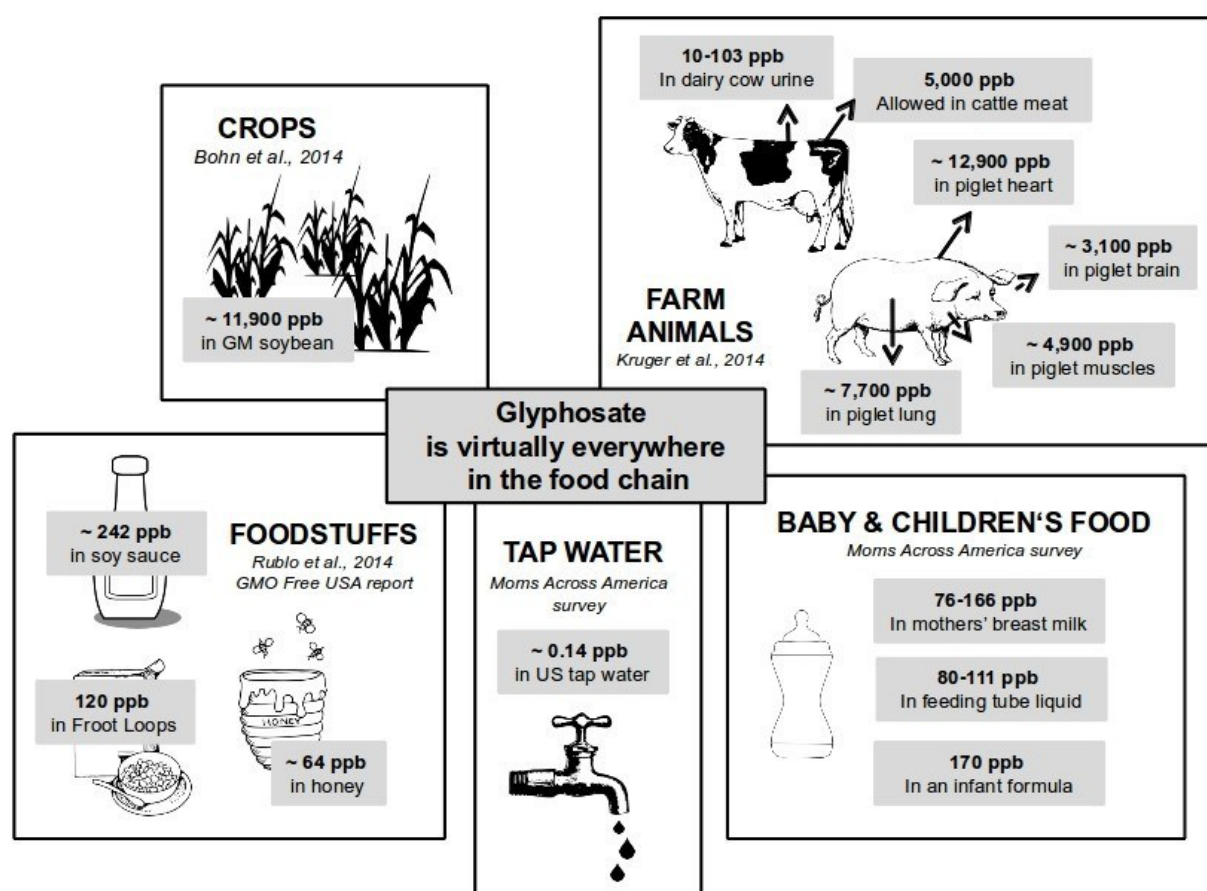 CROPS
Bohn et al., 2014
~ 11,900 ppb
in GM soybean
10-103 ppb
In dairy cow urine
5,000 ppb
Allowed in cattle meat
~ 12,900 ppb
in piglet heart
~ 3,100 ppb
in piglet brain
FARM
ANIMALS
Kruger et al., 2014
~ 4,900 ppb
in piglet muscles
~ 7,700 ppb
in piglet lung
Glyphosate
is virtually everywhere
in the food chain
~ 242 ppb
in soy sauce
FOODSTUFFS
Rublo et al., 2014
GMO Free USA report
120 ppb
in Froot Loops
HONEY
~ 64 ppb
in honey
TAP WATER
Moms Across America
survey
~ 0.14 ppb
in US tap water
BABY & CHILDREN‘S FOOD
Moms Across America survey
76-166 ppb
In mothers’ breast milk
80-111 ppb
In feeding tube liquid
170 ppb
In an infant formula